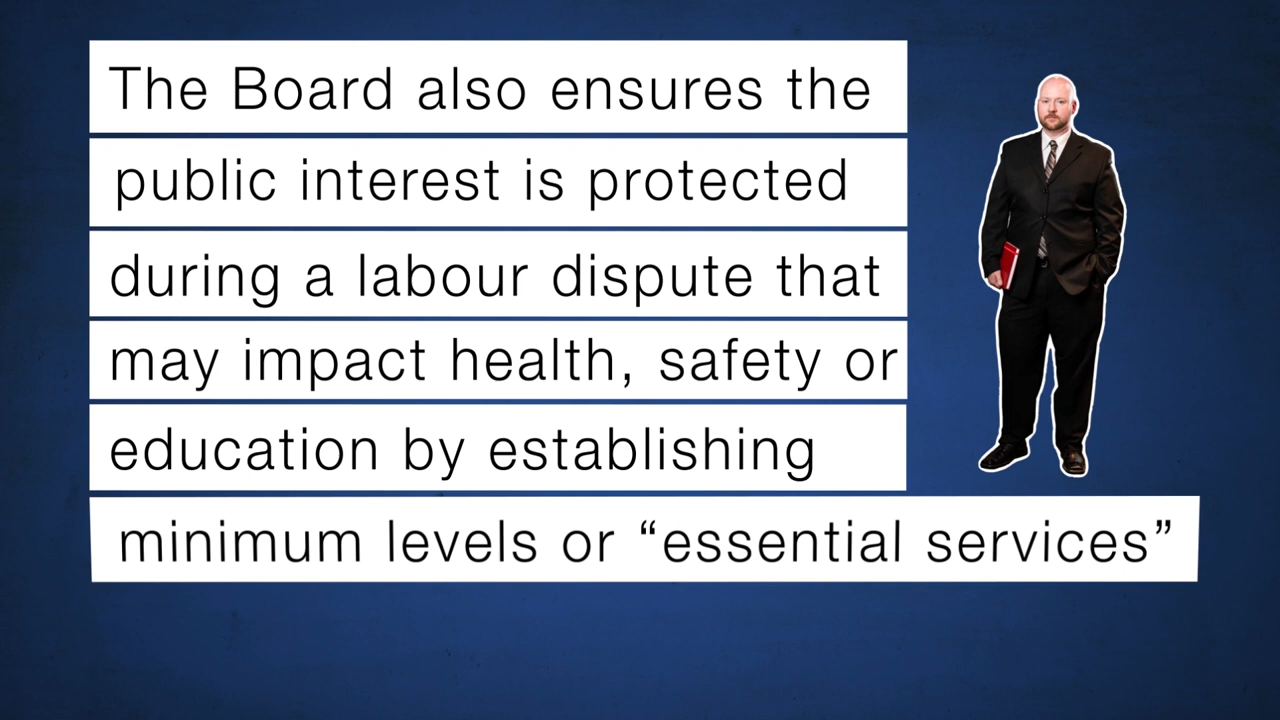 The Board also ensures the
public interest is protected
during a labour dispute that
may impact health, safety or
education by establishing
minimum levels or “essential services”